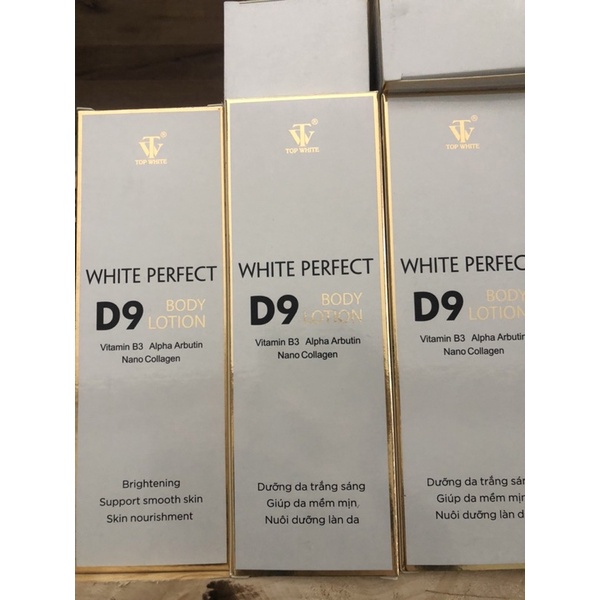 ®
TOP WHITE
WHITE PERFECT
D9 BODY
LOTION
Vitamin B3 Alpha Arbutin
Nano Collagen
Brightening
Support smooth skin
Skin nourishment
®
TOP WHITE
WHITE PERFECT
D9 BODY
LOTION
Vitamin B3 Alpha Arbutin
Nano Collagen
Dưỡng da trắng sáng
Giúp da mềm mịn,
Nuôi dưỡng làn da
®
TOP WHITE
WHITE PERFEC
D9 BODY
LOTION
Vitamin B3 Alpha Arbutin
Nano Collagen
Dưỡng da trắng sán
Giúp da mềm mịn
Nuôi dưỡng làn da